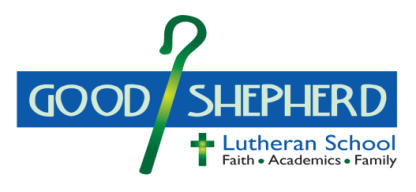 GOOD SHEPHERD
Lutheran School
Faith • Academics • Family